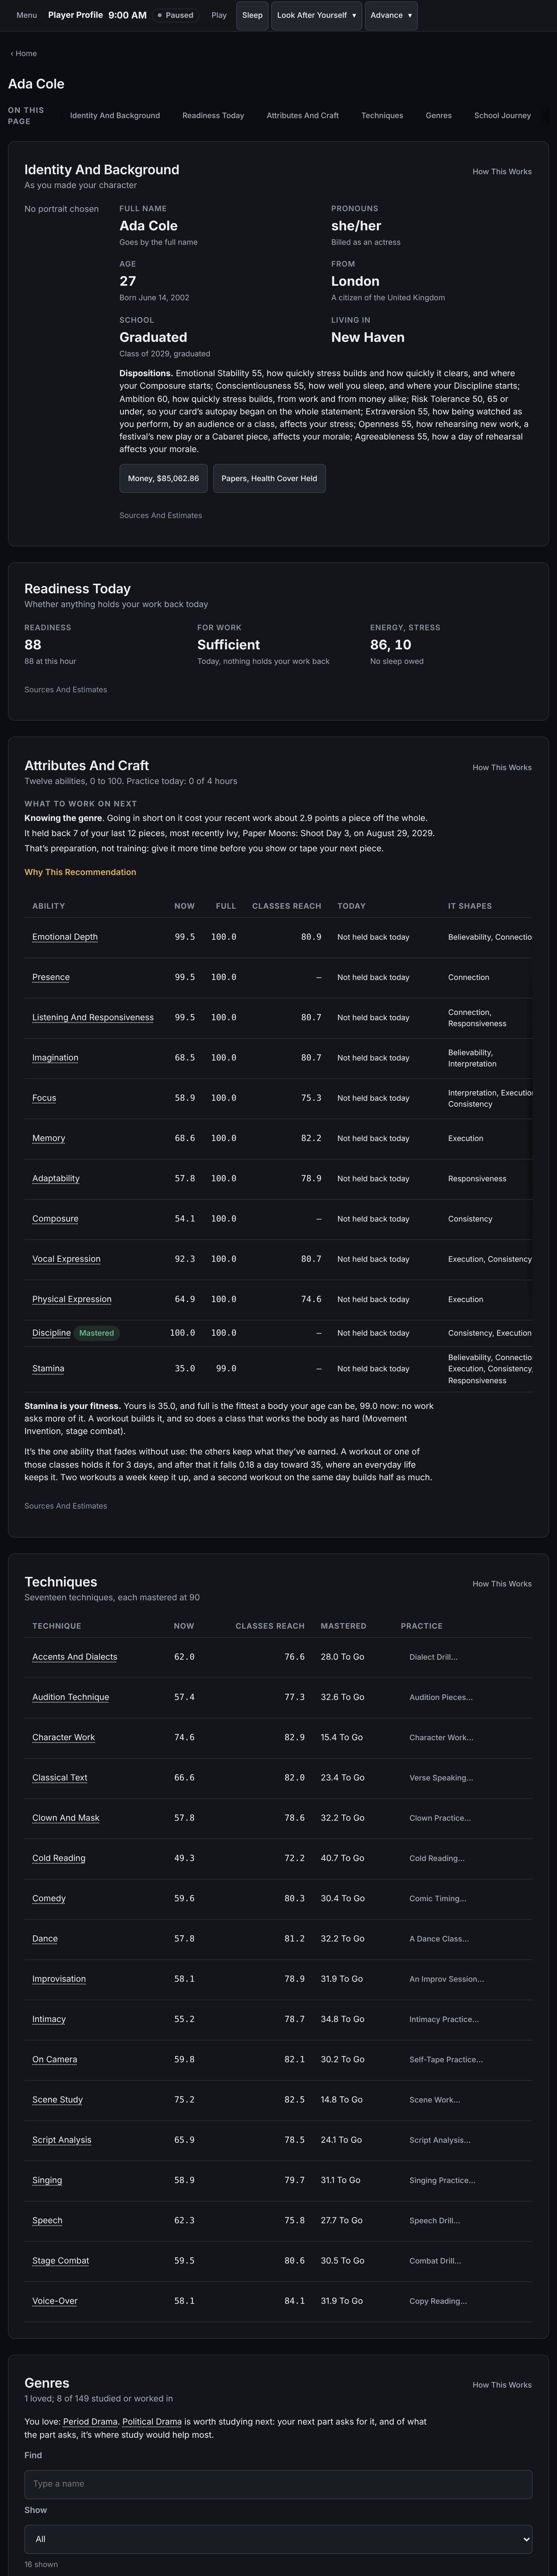 Menu Player Profile 9:00 AM Paused Play Sleep Look After Yourself ▾ Advance ▾
‹ Home
Ada Cole
ON THIS PAGE Identity And Background Readiness Today Attributes And Craft Techniques Genres School Journey
Identity And Background How This Works
As you made your character
No portrait chosen
FULL NAME PRONOUNS
Ada Cole she/her
Goes by the full name Billed as an actress
AGE FROM
27 London
Born June 14, 2002 A citizen of the United Kingdom
SCHOOL LIVING IN
Graduated New Haven
Class of 2029, graduated
Dispositions. Emotional Stability 55, how quickly stress builds and how quickly it clears, and where
your Composure starts; Conscientiousness 55, how well you sleep, and where your Discipline starts;
Ambition 60, how quickly stress builds, from work and from money alike; Risk Tolerance 50, 65 or
under, so your card's autopay began on the whole statement; Extraversion 55, how being watched as
you perform, by an audience or a class, affects your stress; Openness 55, how rehearsing new work, a
festival's new play or a Cabaret piece, affects your morale; Agreeableness 55, how a day of rehearsal
affects your morale.
Money, $85,062.86 Papers, Health Cover Held
Sources And Estimates
Readiness Today
Whether anything holds your work back today
READINESS FOR WORK ENERGY, STRESS
88 Sufficient 86, 10
88 at this hour Today, nothing holds your work back No sleep owed
Sources And Estimates
Attributes And Craft How This Works
Twelve abilities, 0 to 100. Practice today: 0 of 4 hours
WHAT TO WORK ON NEXT
Knowing the genre. Going in short on it cost your recent work about 2.9 points a piece off the whole.
It held back 7 of your last 12 pieces, most recently Ivy, Paper Moons: Shoot Day 3, on August 29, 2029.
That's preparation, not training: give it more time before you show or tape your next piece.
Why This Recommendation
ABILITY NOW FULL CLASSES REACH TODAY IT SHAPES
Emotional Depth 99.5 100.0 80.9 Not held back today Believability, Connectio
Presence 99.5 100.0 – Not held back today Connection
Listening And Responsiveness 99.5 100.0 80.7 Not held back today Connection, Responsiveness
Imagination 68.5 100.0 80.7 Not held back today Believability, Interpretation
Focus 58.9 100.0 75.3 Not held back today Interpretation, Execution Consistency
Memory 68.6 100.0 82.2 Not held back today Execution
Adaptability 57.8 100.0 78.9 Not held back today Responsiveness
Composure 54.1 100.0 – Not held back today Consistency
Vocal Expression 92.3 100.0 80.7 Not held back today Execution, Consistency
Physical Expression 64.9 100.0 74.6 Not held back today Execution
Discipline Mastered 100.0 100.0 – Not held back today Consistency, Execution
Stamina 35.0 99.0 – Not held back today Believability, Connectio Execution, Consistency, Responsiveness
Stamina is your fitness. Yours is 35.0, and full is the fittest a body your age can be, 99.0 now: no work
asks more of it. A workout builds it, and so does a class that works the body as hard (Movement
Invention, stage combat).
It's the one ability that fades without use: the others keep what they've earned. A workout or one of
those classes holds it for 3 days, and after that it falls 0.18 a day toward 35, where an everyday life
keeps it. Two workouts a week keep it up, and a second workout on the same day builds half as much.
Sources And Estimates
Techniques How This Works
Seventeen techniques, each mastered at 90
TECHNIQUE NOW CLASSES REACH MASTERED PRACTICE
Accents And Dialects 62.0 76.6 28.0 To Go Dialect Drill...
Audition Technique 57.4 77.3 32.6 To Go Audition Pieces...
Character Work 74.6 82.9 15.4 To Go Character Work...
Classical Text 66.6 82.0 23.4 To Go Verse Speaking...
Clown And Mask 57.8 78.6 32.2 To Go Clown Practice...
Cold Reading 49.3 72.2 40.7 To Go Cold Reading...
Comedy 59.6 80.3 30.4 To Go Comic Timing...
Dance 57.8 81.2 32.2 To Go A Dance Class...
Improvisation 58.1 78.9 31.9 To Go An Improv Session...
Intimacy 55.2 78.7 34.8 To Go Intimacy Practice...
On Camera 59.8 82.1 30.2 To Go Self-Tape Practice...
Scene Study 75.2 82.5 14.8 To Go Scene Work...
Script Analysis 65.9 78.5 24.1 To Go Script Analysis...
Singing 58.9 79.7 31.1 To Go Singing Practice...
Speech 62.3 75.8 27.7 To Go Speech Drill...
Stage Combat 59.5 80.6 30.5 To Go Combat Drill...
Voice-Over 58.1 84.1 31.9 To Go Copy Reading...
Genres How This Works
1 loved; 8 of 149 studied or worked in
You love: Period Drama. Political Drama is worth studying next: your next part asks for it, and of what
the part asks, it's where study would help most.
Find
Type a name
Show
All
16 shown